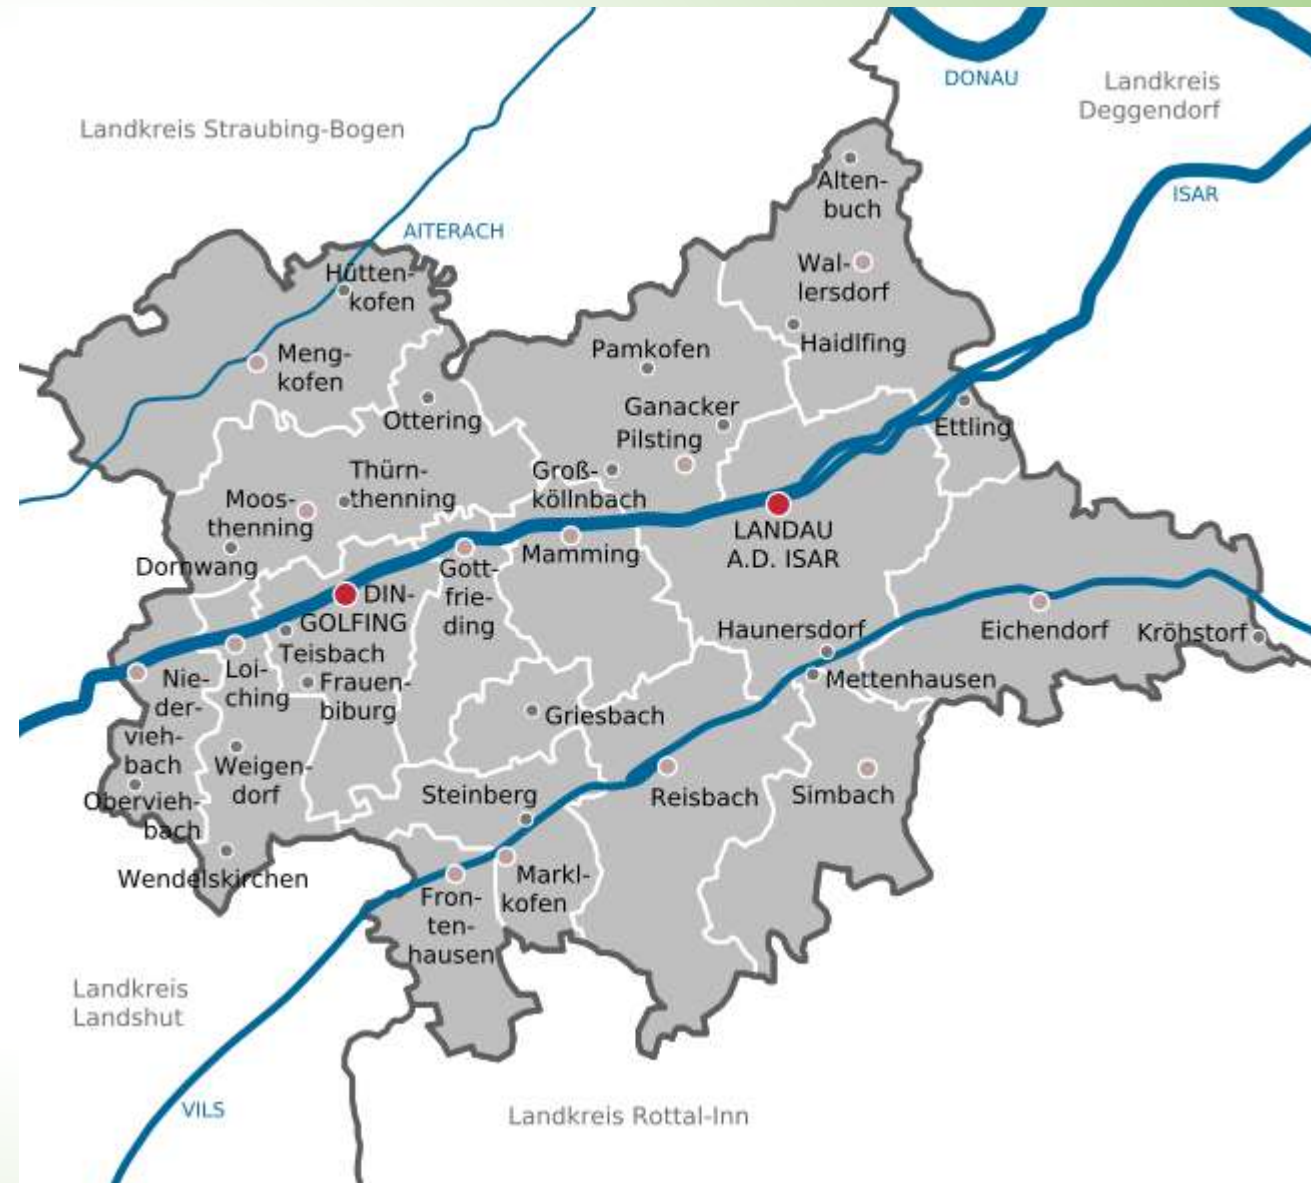 DONAU
Landkreis
Deggendorf
Landkreis Straubing-Bogen
ISAR
Alten-
buch
AITERACH
Wal-
lersdorf
Hütten-
kofen
Haidlfing
Pamkofen
Meng-
kofen
Ganacker
Ottering
Ettling
Pilsting
Thürn-
thenning
Groß-
köllnbach
Moos-
thenning
LANDAU
A.D. ISAR
Mamming
Dornwang
Gott-
frie-
ding
DIN-
GOLFING
Haunersdorf
Eichendorf
Kröhstorf
Teisbach
Loi-
ching
Nie-
der-
vieh-
bach
Frauen-
biburg
Mettenhausen
Griesbach
Weigen-
dorf
Steinberg
Reisbach
Simbach
Obervieh-
bach
Wendelskirchen
Markl-
kofen
Fron-
ten-
hausen
Landkreis
Landshut
VILS
Landkreis Rottal-Inn